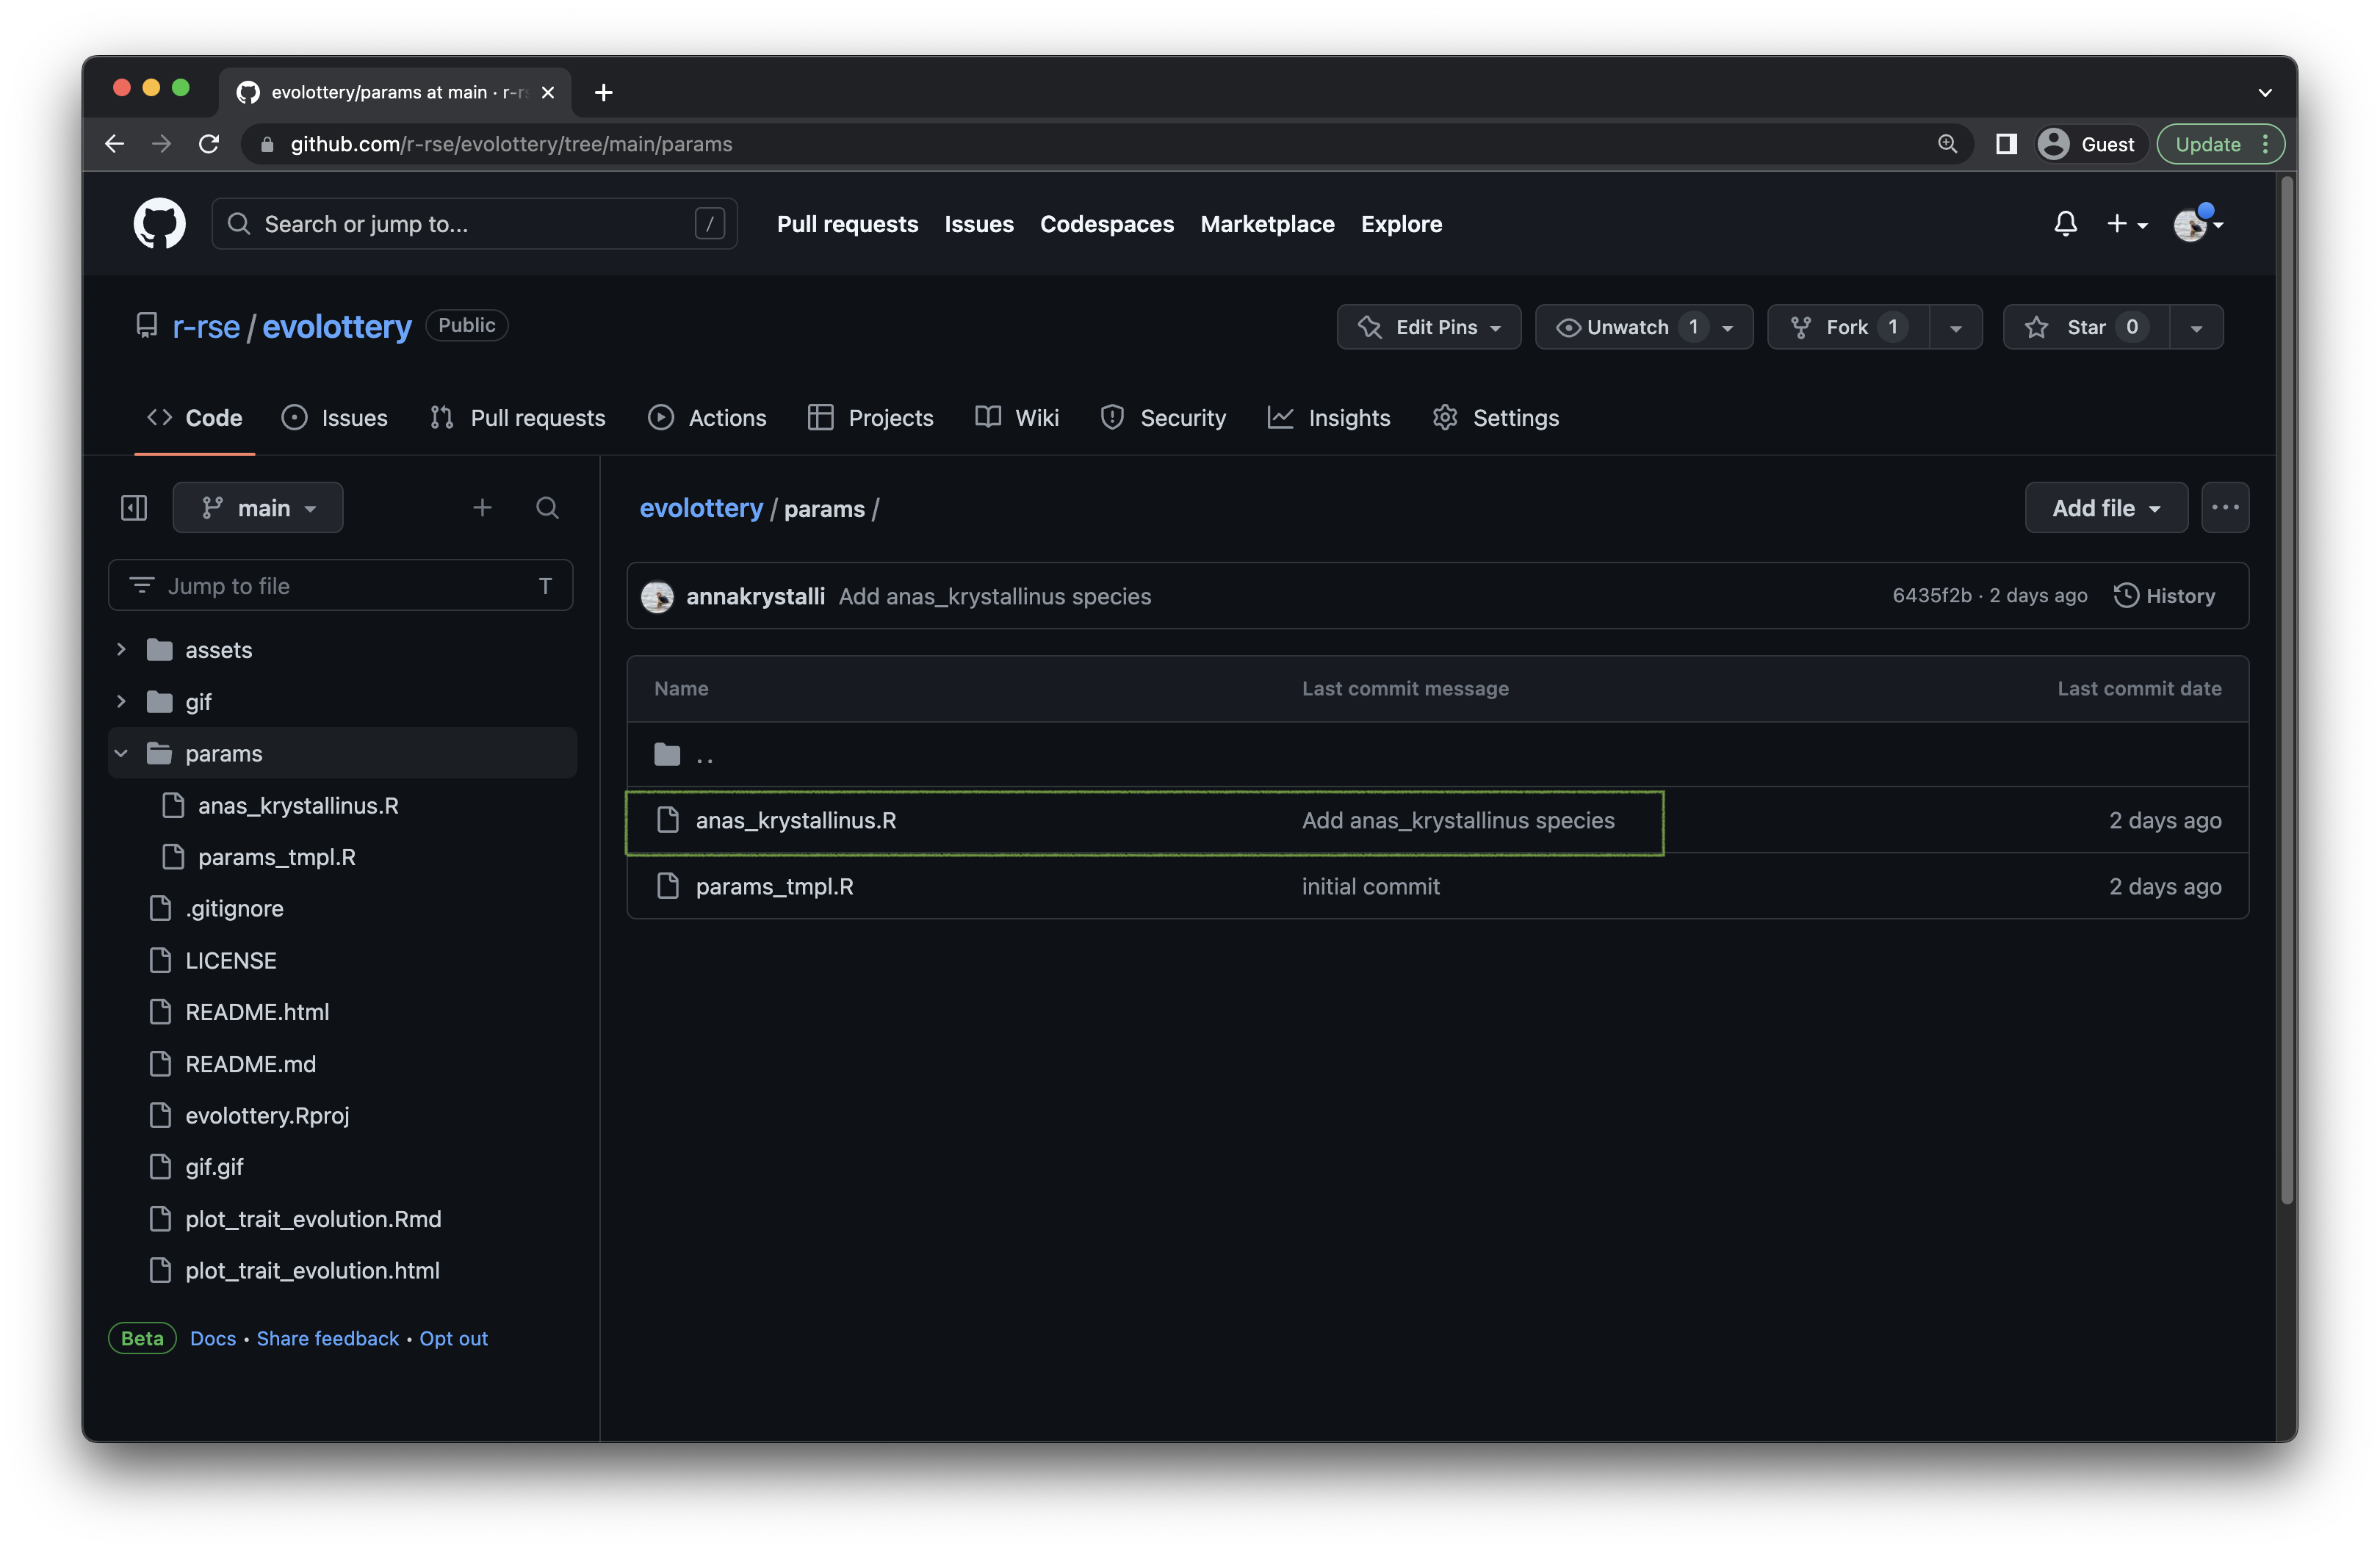 evolottery/params at main · r-rs
github.com/r-rse/evolottery/tree/main/params
Guest
Update
Search or jump to...
/
Pull requests
Issues
Codespaces
Marketplace
Explore
r-rse / evolottery
Public
Edit Pins
Unwatch 1
Fork 1
Star 0
Code
Issues
Pull requests
Actions
Projects
Wiki
Security
Insights
Settings
main
Jump to file
T
assets
gif
params
anas_krystallinus.R
params_tmpl.R
.gitignore
LICENSE
README.html
README.md
evolottery.Rproj
gif.gif
plot_trait_evolution.Rmd
plot_trait_evolution.html
Beta
Docs • Share feedback • Opt out
evolottery / params /
Add file
annakrystalli Add anas_krystallinus species
6435f2b · 2 days ago
History
Name
Last commit message
Last commit date
..
anas_krystallinus.R
Add anas_krystallinus species
2 days ago
params_tmpl.R
initial commit
2 days ago